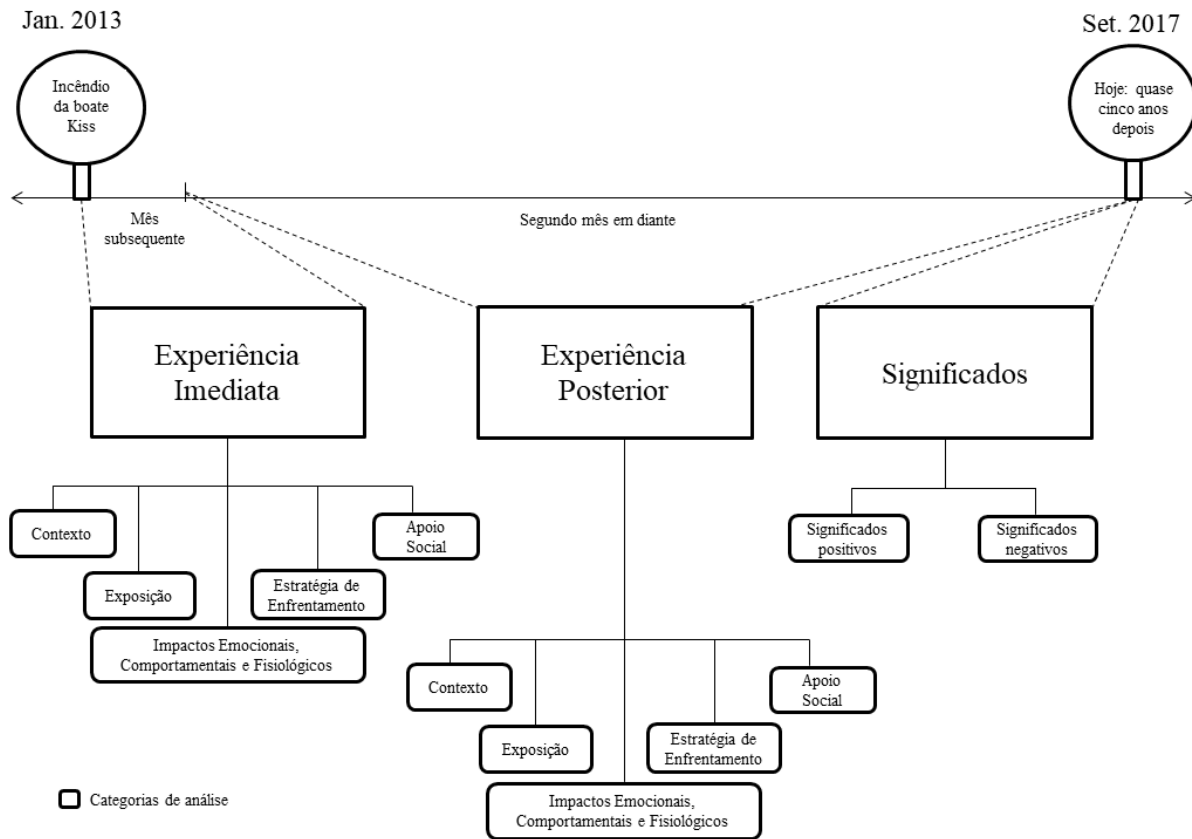 Jan. 2013
Set. 2017
Incêndio
da boate
Kiss
Hoje: quase
cinco anos
depois
Mês
subsequente
Segundo mês em diante
Experiência
Imediata
Experiência
Posterior
Significados
Contexto
Exposição
Impactos Emocionais,
Comportamentais e Fisiológicos
Estratégia de
Enfrentamento
Apoio
Social
Contexto
Exposição
Impactos Emocionais,
Comportamentais e Fisiológicos
Estratégia de
Enfrentamento
Apoio
Social
Significados
positivos
Significados
negativos
Categorias de análise